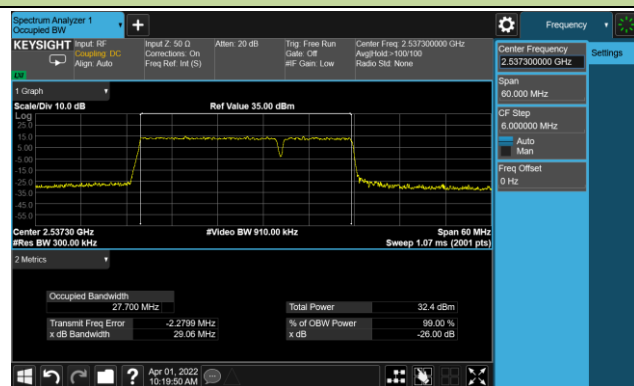 Spectrum Analyzer 1
Occupied BW
+
Frequency
KEYSIGHT
Input: RF
Coupling: DC
Align: Auto
Input Z: 50 Ω
Corrections: On
Freq Ref: Int (S)
Atten: 20 dB
Trig: Free Run
Gate: Off
#IF Gain: Low
Center Freq: 2.537300000 GHz
Avg|Hold:>100/100
Radio Std: None
Center Frequency
2.537300000 GHz
Settings
Span
60.000 MHz
CF Step
6.000000 MHz
Auto
Man
Freq Offset
0 Hz
1 Graph
Scale/Div 10.0 dB
Ref Value 35.00 dBm
Log
25.0
15.0
5.00
-5.00
-15.0
-25.0
-35.0
-45.0
-55.0
Center 2.53730 GHz
#Video BW 910.00 kHz
Span 60 MHz
#Res BW 300.00 kHz
Sweep 1.07 ms (2001 pts)
2 Metrics
Occupied Bandwidth
27.700 MHz
Total Power
32.4 dBm
Transmit Freq Error
-2.2799 MHz
% of OBW Power
99.00 %
x dB Bandwidth
29.06 MHz
x dB
-26.00 dB
?
Apr 01, 2022
10:19:50 AM